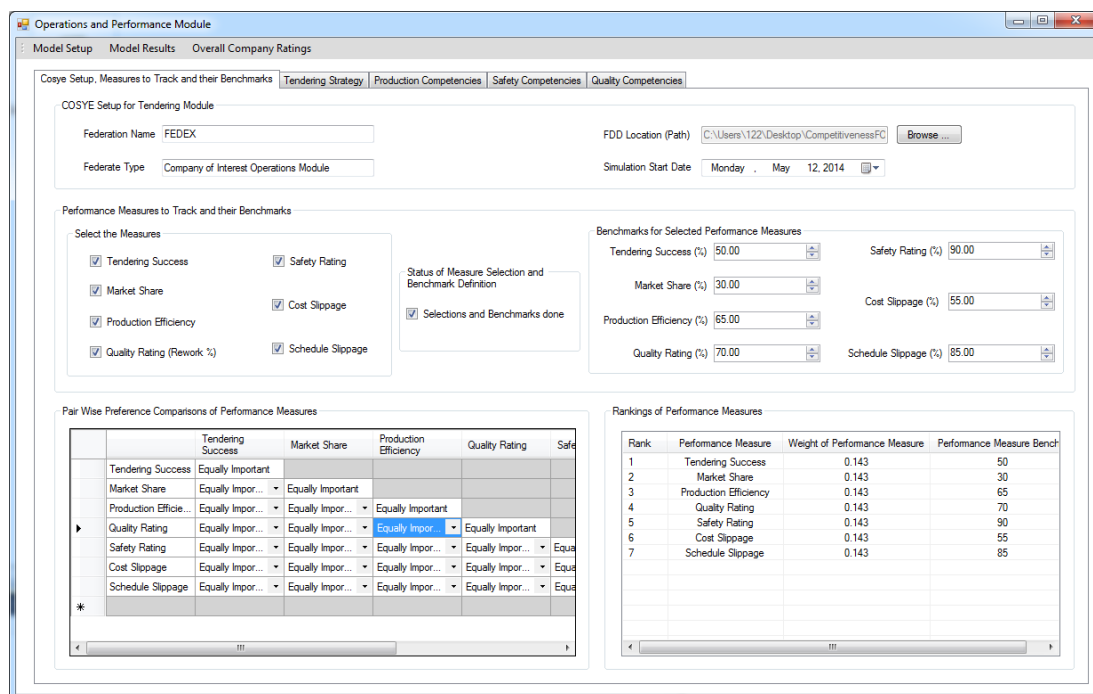 Operations and Performance Module
Model Setup Model Results Overall Company Ratings
Cosye Setup, Measures to Track and their Benchmarks Tendering Strategy Production Competencies Safety Competencies Quality Competencies
COSYE Setup for Tendering Module
Federation Name FEDEX
FDD Location (Path) C:\Users\122\Desktop\CompetitivenessFC Browse ...
Federate Type Company of Interest Operations Module
Simulation Start Date Monday , May 12, 2014
Performance Measures to Track and their Benchmarks
Select the Measures
Tendering Success Safety Rating
Market Share
Cost Slippage
Production Efficiency
Quality Rating (Rework %) Schedule Slippage
Status of Measure Selection and
Benchmark Definition
Selections and Benchmarks done
Benchmarks for Selected Performance Measures
Tendering Success (%) 50.00 Safety Rating (%) 90.00
Market Share (%) 30.00
Cost Slippage (%) 55.00
Production Efficiency (%) 65.00
Quality Rating (%) 70.00 Schedule Slippage (%) 85.00
Pair Wise Preference Comparisons of Performance Measures
Tendering Success Market Share Production Efficiency Quality Rating Safe
Tendering Success Equally Important
Market Share Equally Impor... Equally Important
Production Efficie... Equally Impor... Equally Impor... Equally Important
Quality Rating Equally Impor... Equally Impor... Equally Impor... Equally Important
Safety Rating Equally Impor... Equally Impor... Equally Impor... Equally Impor... Equa
Cost Slippage Equally Impor... Equally Impor... Equally Impor... Equally Impor... Equa
Schedule Slippage Equally Impor... Equally Impor... Equally Impor... Equally Impor... Equa
Rankings of Performance Measures
Rank Performance Measure Weight of Performance Measure Performance Measure Bench
1 Tendering Success 0.143 50
2 Market Share 0.143 30
3 Production Efficiency 0.143 65
4 Quality Rating 0.143 70
5 Safety Rating 0.143 90
6 Cost Slippage 0.143 55
7 Schedule Slippage 0.143 85